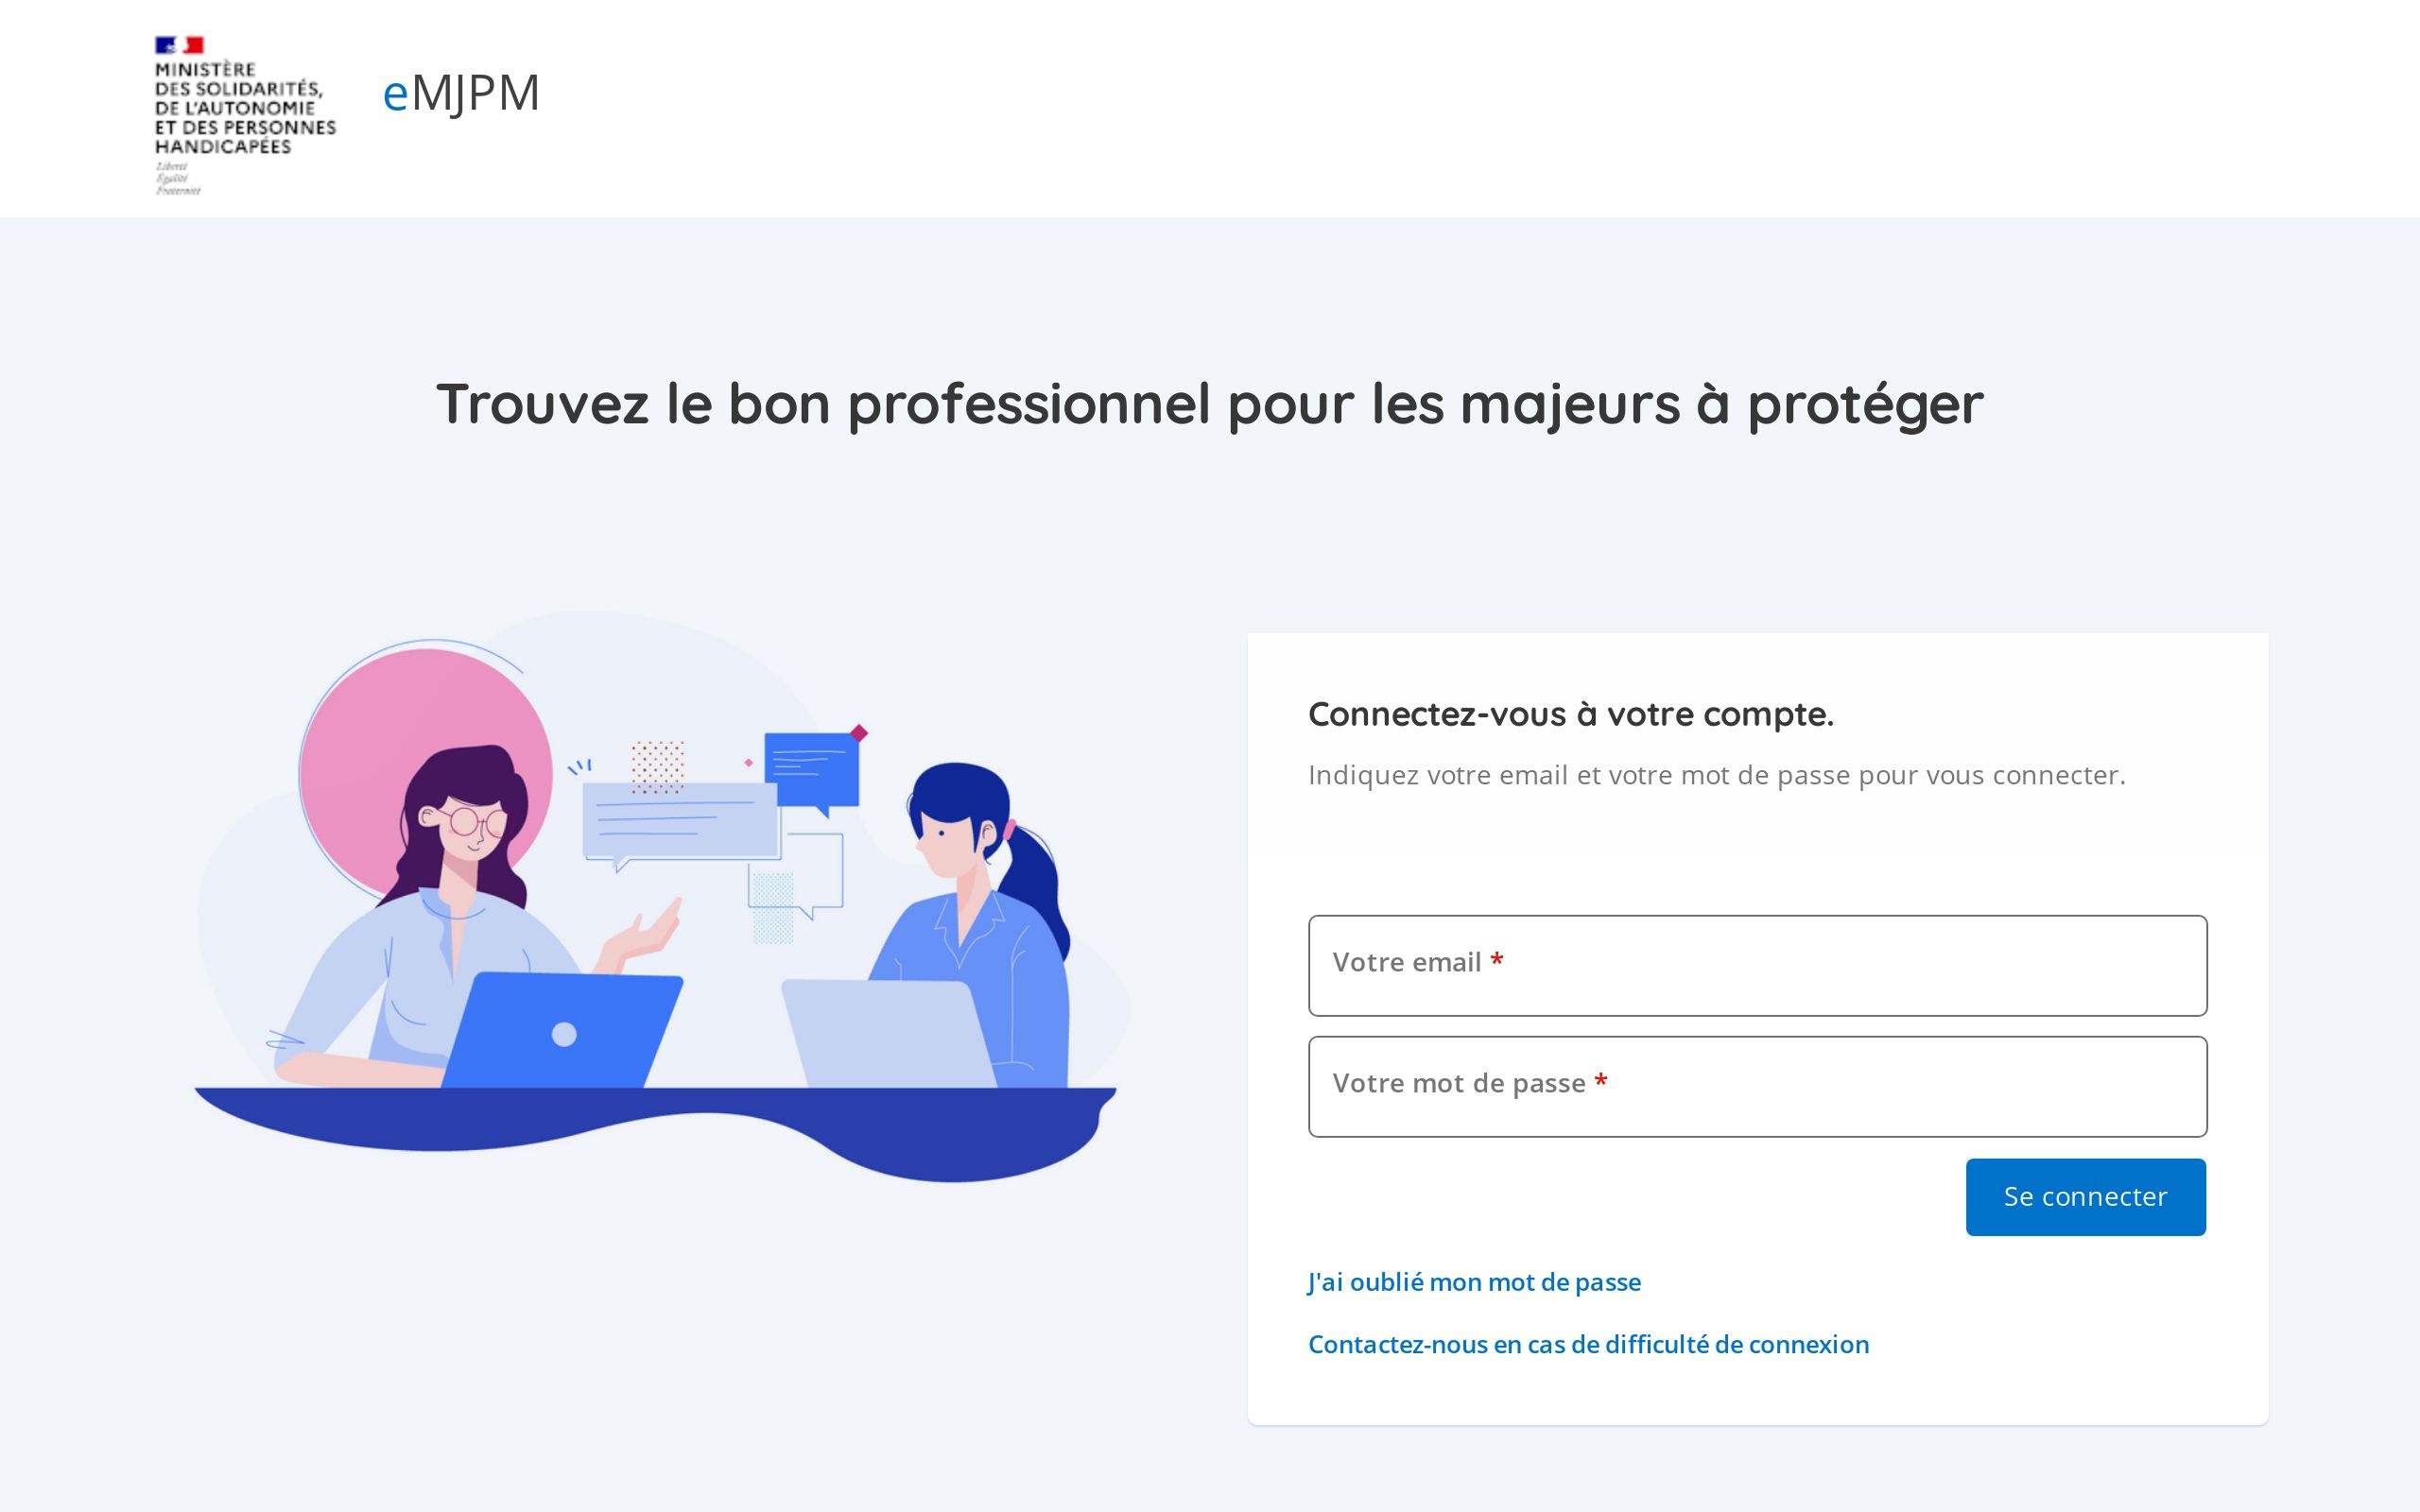 MINISTÈRE
DES SOLIDARITÉS,
DE L'AUTONOMIE
ET DES PERSONNES
HANDICAPÉES
Liberté
Égalité
Fraternité
eMJPM
Trouvez le bon professionnel pour les majeurs à protéger
Connectez-vous à votre compte.
Indiquez votre email et votre mot de passe pour vous connecter.
Votre email *
Votre mot de passe *
Se connecter
J'ai oublié mon mot de passe
Contactez-nous en cas de difficulté de connexion